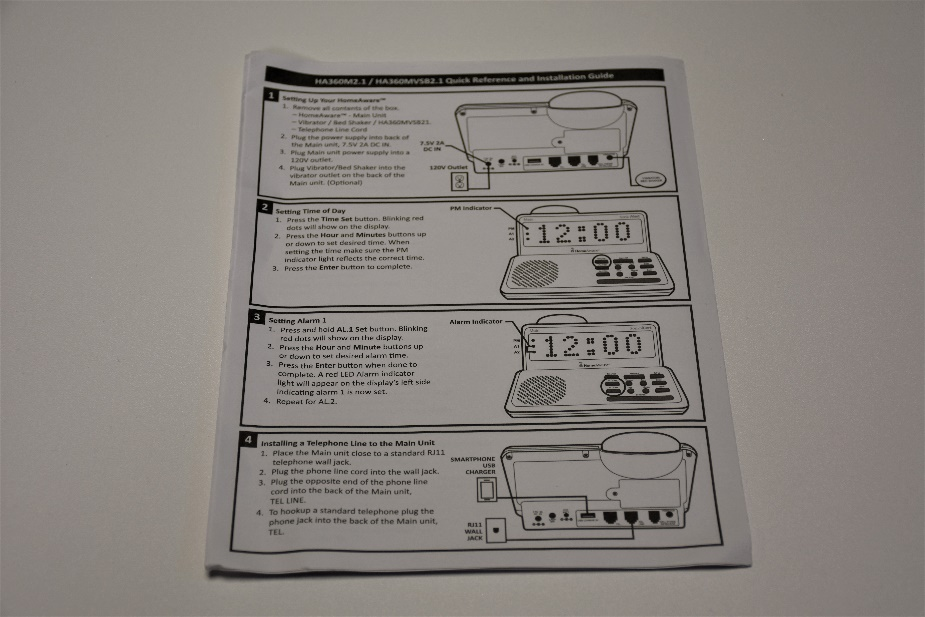 HA360M2.1 / HA360MVSB2.1 Quick Reference and Installation Guide
1 Setting Up Your HomeAware™
1. Remove all contents of the box.
– HomeAware™ - Main Unit
– Vibrator / Bed Shaker / HA360MVSB21.
– Telephone Line Cord
2. Plug the power supply into back of
the Main unit, 7.5V 2A DC IN.
3. Plug Main unit power supply into a
120V outlet.
4. Plug Vibrator/Bed Shaker into the
vibrator outlet on the back of the
Main unit. (Optional)
7.5V 2A
DC IN
120V Outlet
2 Setting Time of Day
1. Press the Time Set button. Blinking red
dots will show on the display.
2. Press the Hour and Minutes buttons up
or down to set desired time. When
setting the time make sure the PM
indicator light reflects the correct time.
3. Press the Enter button to complete.
PM Indicator
PM
A1
A2
12:00
HomeAware
3 Setting Alarm 1
1. Press and hold AL.1 Set button. Blinking
red dots will show on the display.
2. Press the Hour and Minute buttons up
or down to set desired alarm time.
3. Press the Enter button when done to
complete. A red LED Alarm indicator
light will appear on the display's left side
indicating alarm 1 is now set.
4. Repeat for AL.2.
Alarm Indicator
PM
A1
A2
12:00
HomeAware
4 Installing a Telephone Line to the Main Unit
1. Place the Main unit close to a standard RJ11
telephone wall jack.
2. Plug the phone line cord into the wall jack.
3. Plug the opposite end of the phone line
cord into the back of the Main unit,
TEL LINE.
4. To hookup a standard telephone plug the
phone jack into the back of the Main unit,
TEL.
SMARTPHONE
USB
CHARGER
RJ11
WALL
JACK